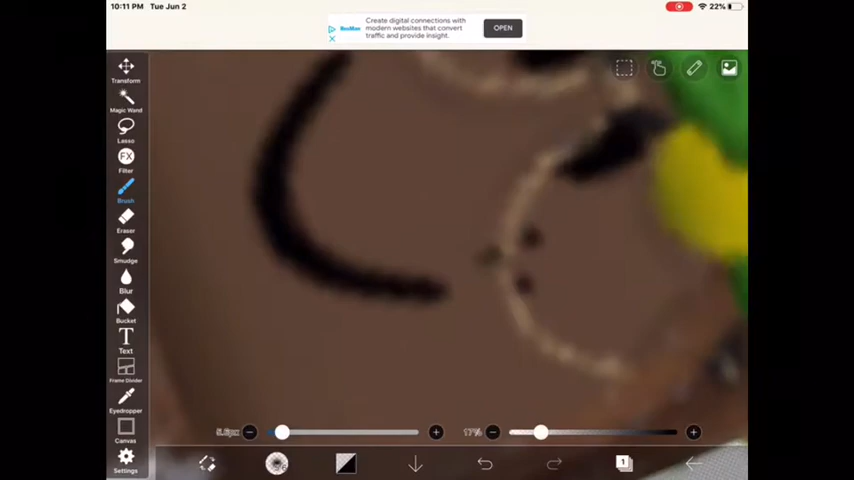 10:11 PM Tue Jun 2
22%
Create digital connections with
modern websites that convert
traffic and provide insight.
OPEN
Transform
Magic Wand
Lasso
FX
Filter
Brush
Eraser
Smudge
Blur
Bucket
T
Text
Frame Divider
Eyedropper
Canvas
Settings
17%
1